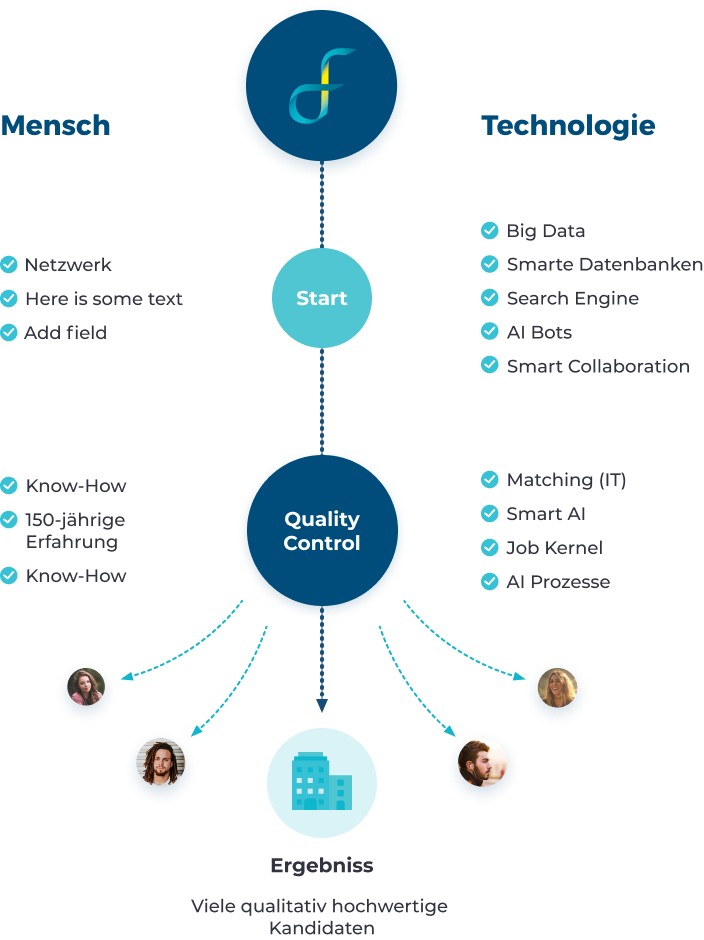 Mensch
Technologie
Netzwerk
Here is some text
Add field
Start
Big Data
Smarte Datenbanken
Search Engine
AI Bots
Smart Collaboration
Know-How
150-jährige
Erfahrung
Know-How
Quality
Control
Matching (IT)
Smart AI
Job Kernel
AI Prozesse
Ergebniss
Viele qualitativ hochwertige
Kandidaten